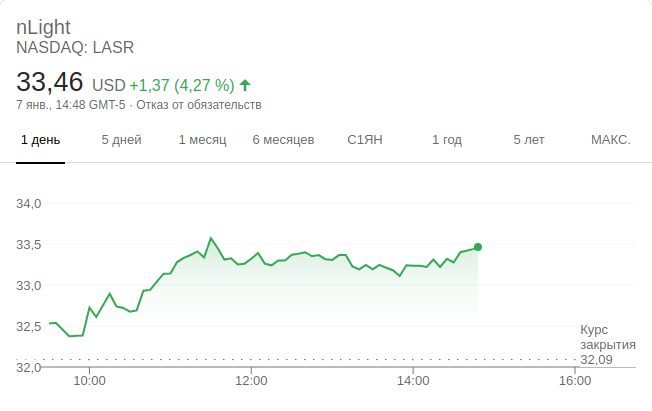 nLight
NASDAQ: LASR
33,46 USD +1,37 (4,27 %)
7 янв., 14:48 GMT-5 · Отказ от обязательств
1 день 5 дней 1 месяц 6 месяцев С1ЯН 1 год 5 лет МАКС.
34,0
33,5
33,0
32,5
32,0
Курс
закрытия
32,09
10:00 12:00 14:00 16:00